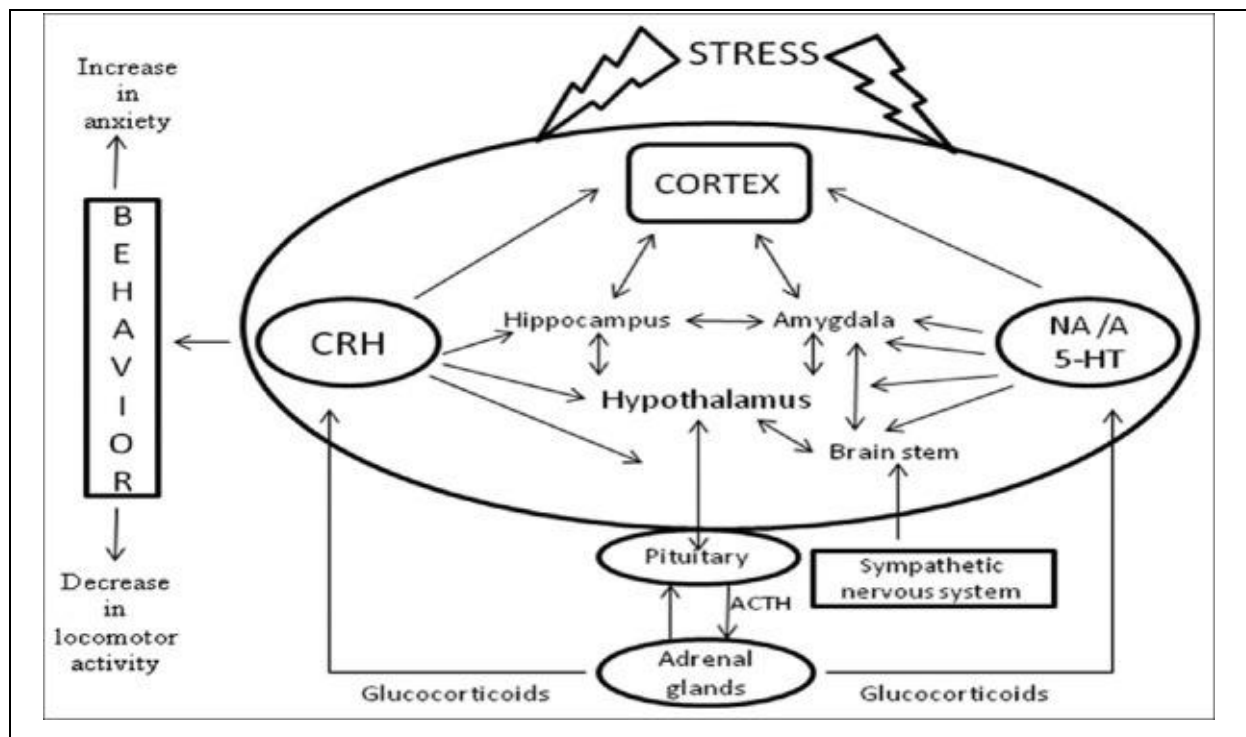 STRESS
Increase
in
anxiety
CORTEX
B
E
H
A
V
I
O
R
Hippocampus
Amygdala
CRH
NA /A
5-HT
Hypothalamus
Brain stem
Pituitary
Sympathetic
nervous system
ACTH
Decrease
in
locomotor
activity
Adrenal
glands
Glucocorticoids
Glucocorticoids